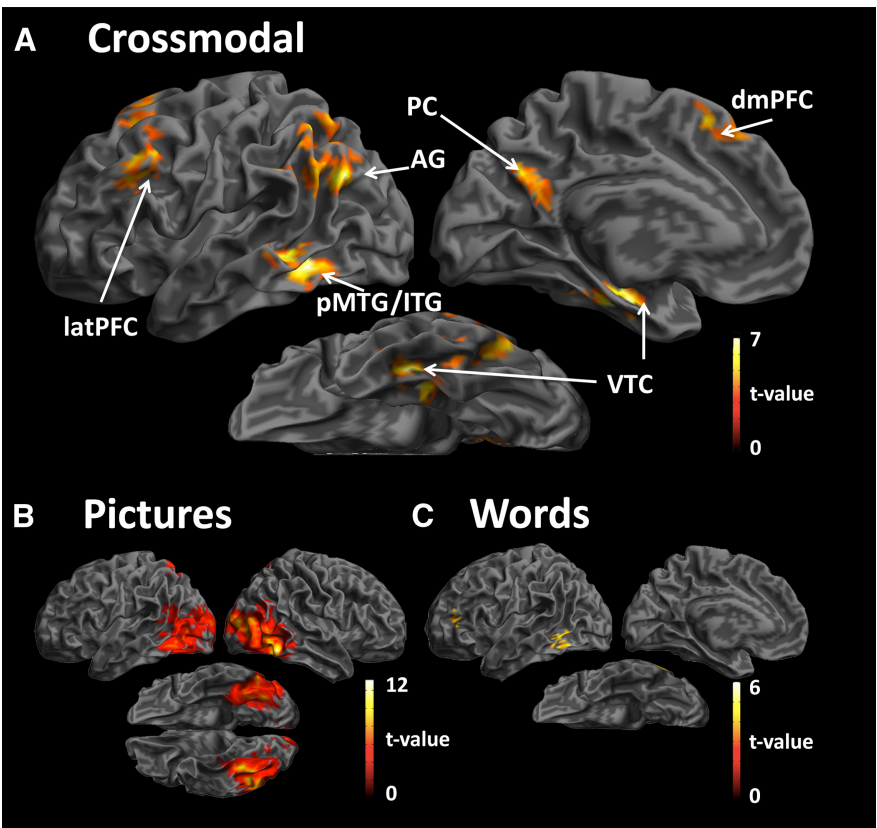 A Crossmodal
PC
dmPFC
AG
pMTG/ITG
latPFC
VTC
7
t-value
0
B Pictures
12
t-value
0
C Words
6
t-value
0